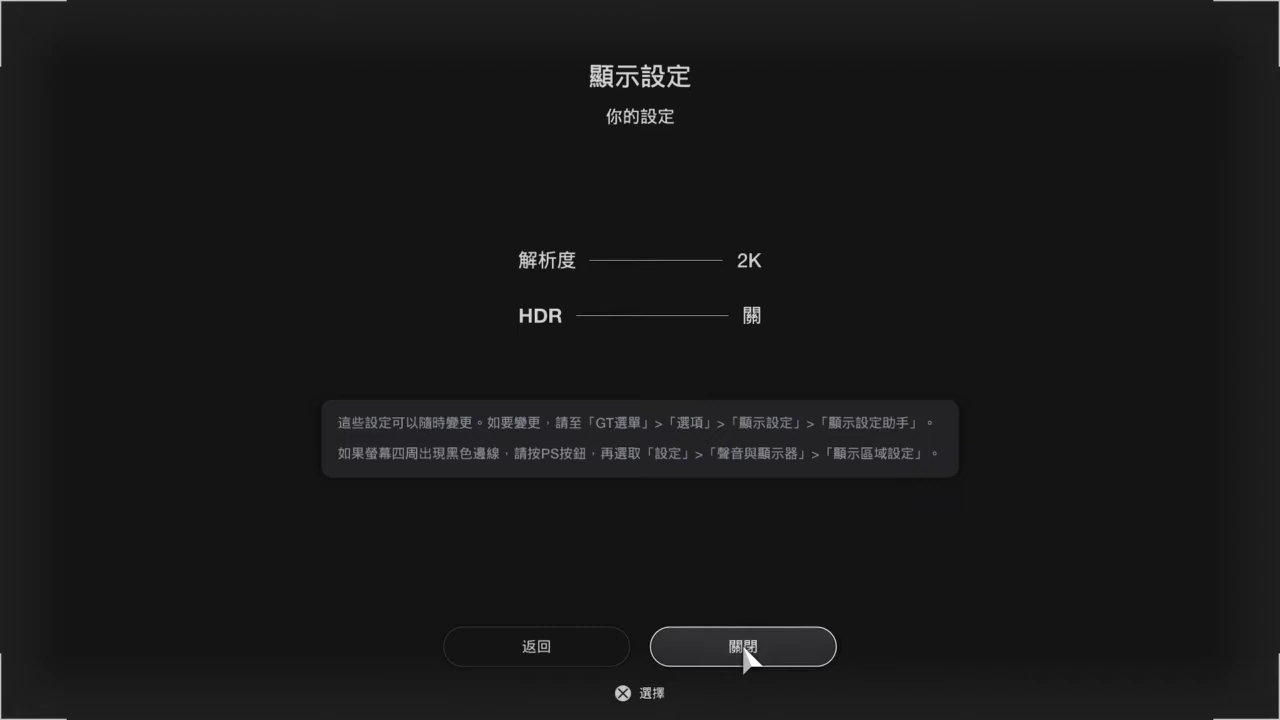 顯示設定
你的設定
解析度 2K
HDR 關
這些設定可以隨時變更。如要變更，請至「GT選單」>「選項」>「顯示設定」>「顯示設定助手」。
如果螢幕四周出現黑色邊線，請按PS按鈕，再選取「設定」>「聲音與顯示器」>「顯示區域設定」。
返回 關閉
選擇